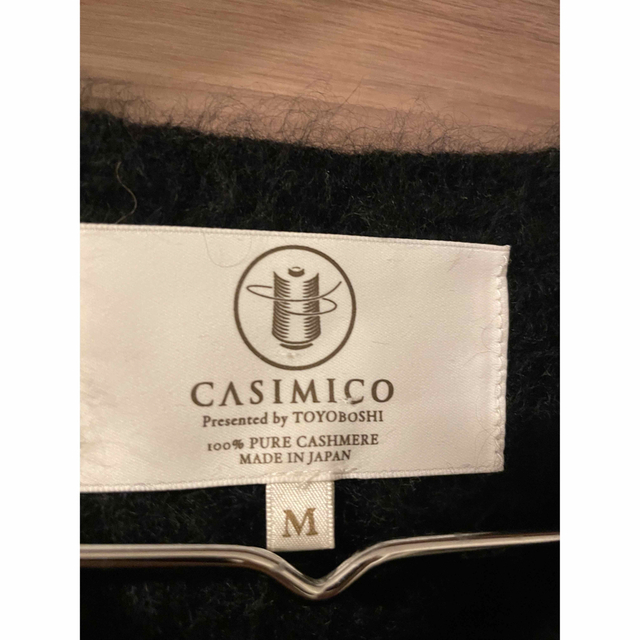 CASIMICO
Presented by TOYOBOSHI
100% PURE CASHMERE
MADE IN JAPAN
M